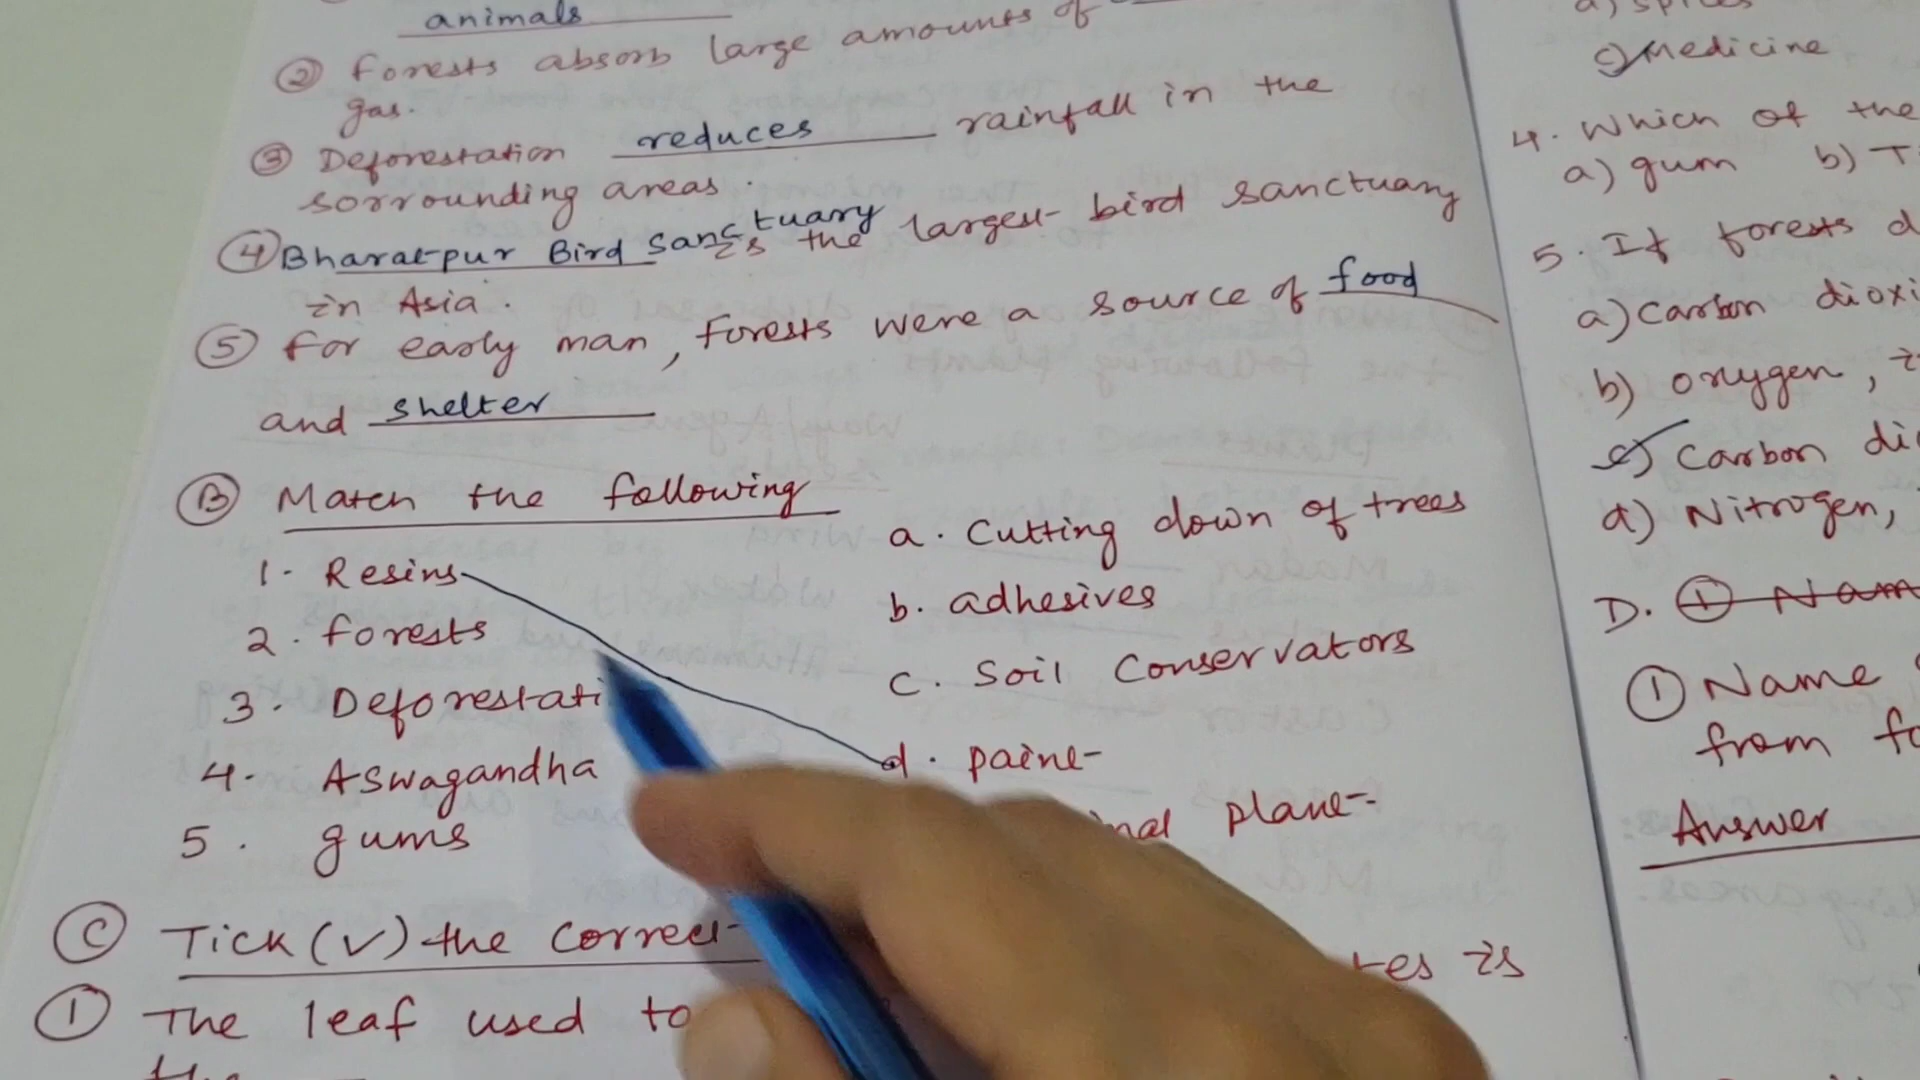 animals
② Forests absorb large amounts of
gas.
③ Deforestation reduces rainfall in the
sorrounding areas.
④ Bharatpur Bird Sanctuary is the largest bird sanctuary
in Asia.
⑤ For early man, forests were a source of food
and shelter
Ⓑ Match the following
1. Resins
a. Cutting down of trees
2. forests
b. adhesives
3. Deforestati
c. Soil Conservators
4. Aswagandha
d. paint
5. gums
inal plant.
Ⓒ Tick (✓) the correct
tes is
① The leaf used to
the
c) Medicine
4. Which of the
a) gum b) T
5. If forests d
a) Carbon dioxi
b) oxygen, i
c) Carbon di
d) Nitrogen,
D. ① Nam
① Name
from fo
Answer